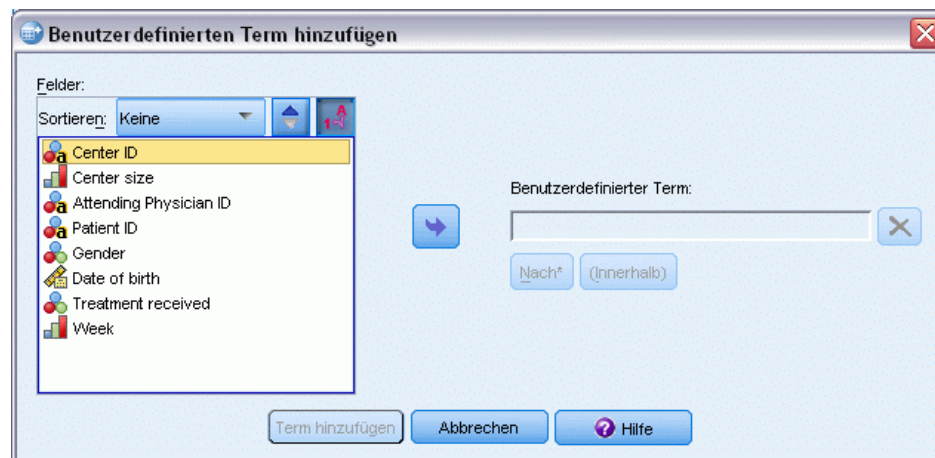 Benutzerdefinierten Term hinzufügen
Felder:
Sortieren: Keine
Center ID
Center size
Attending Physician ID
Patient ID
Gender
Date of birth
Treatment received
Week
Benutzerdefinierter Term:
Nach* (Innerhalb)
Term hinzufügen Abbrechen Hilfe